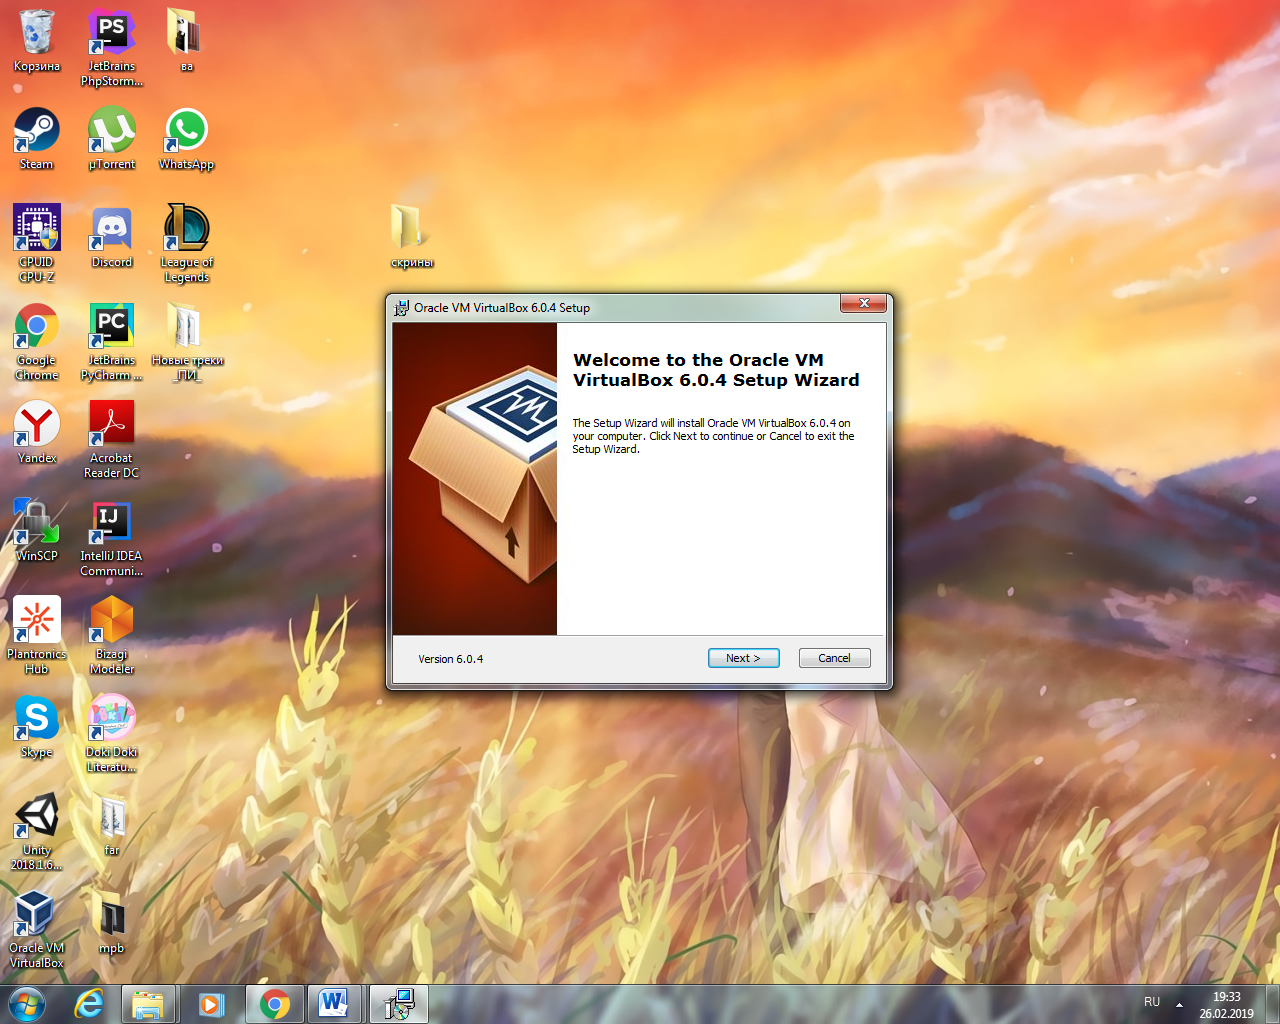 Корзина
JetBrains
PhpStorm...
ва
Steam
µTorrent
WhatsApp
CPUID
CPU-Z
Discord
League of
Legends
скрины
Google
Chrome
JetBrains
PyCharm ...
Новые треки
_ПИ_
Yandex
Acrobat
Reader DC
WinSCP
IntelliJ IDEA
Communi...
Plantronics
Hub
Bizagi
Modeler
Skype
Doki Doki
Literatu...
Unity
2018.1.6...
far
Oracle VM
VirtualBox
mpb
Oracle VM VirtualBox 6.0.4 Setup
Welcome to the Oracle VM
VirtualBox 6.0.4 Setup Wizard
The Setup Wizard will install Oracle VM VirtualBox 6.0.4 on
your computer. Click Next to continue or Cancel to exit the
Setup Wizard.
Version 6.0.4
Next >
Cancel
RU
19:33
26.02.2019